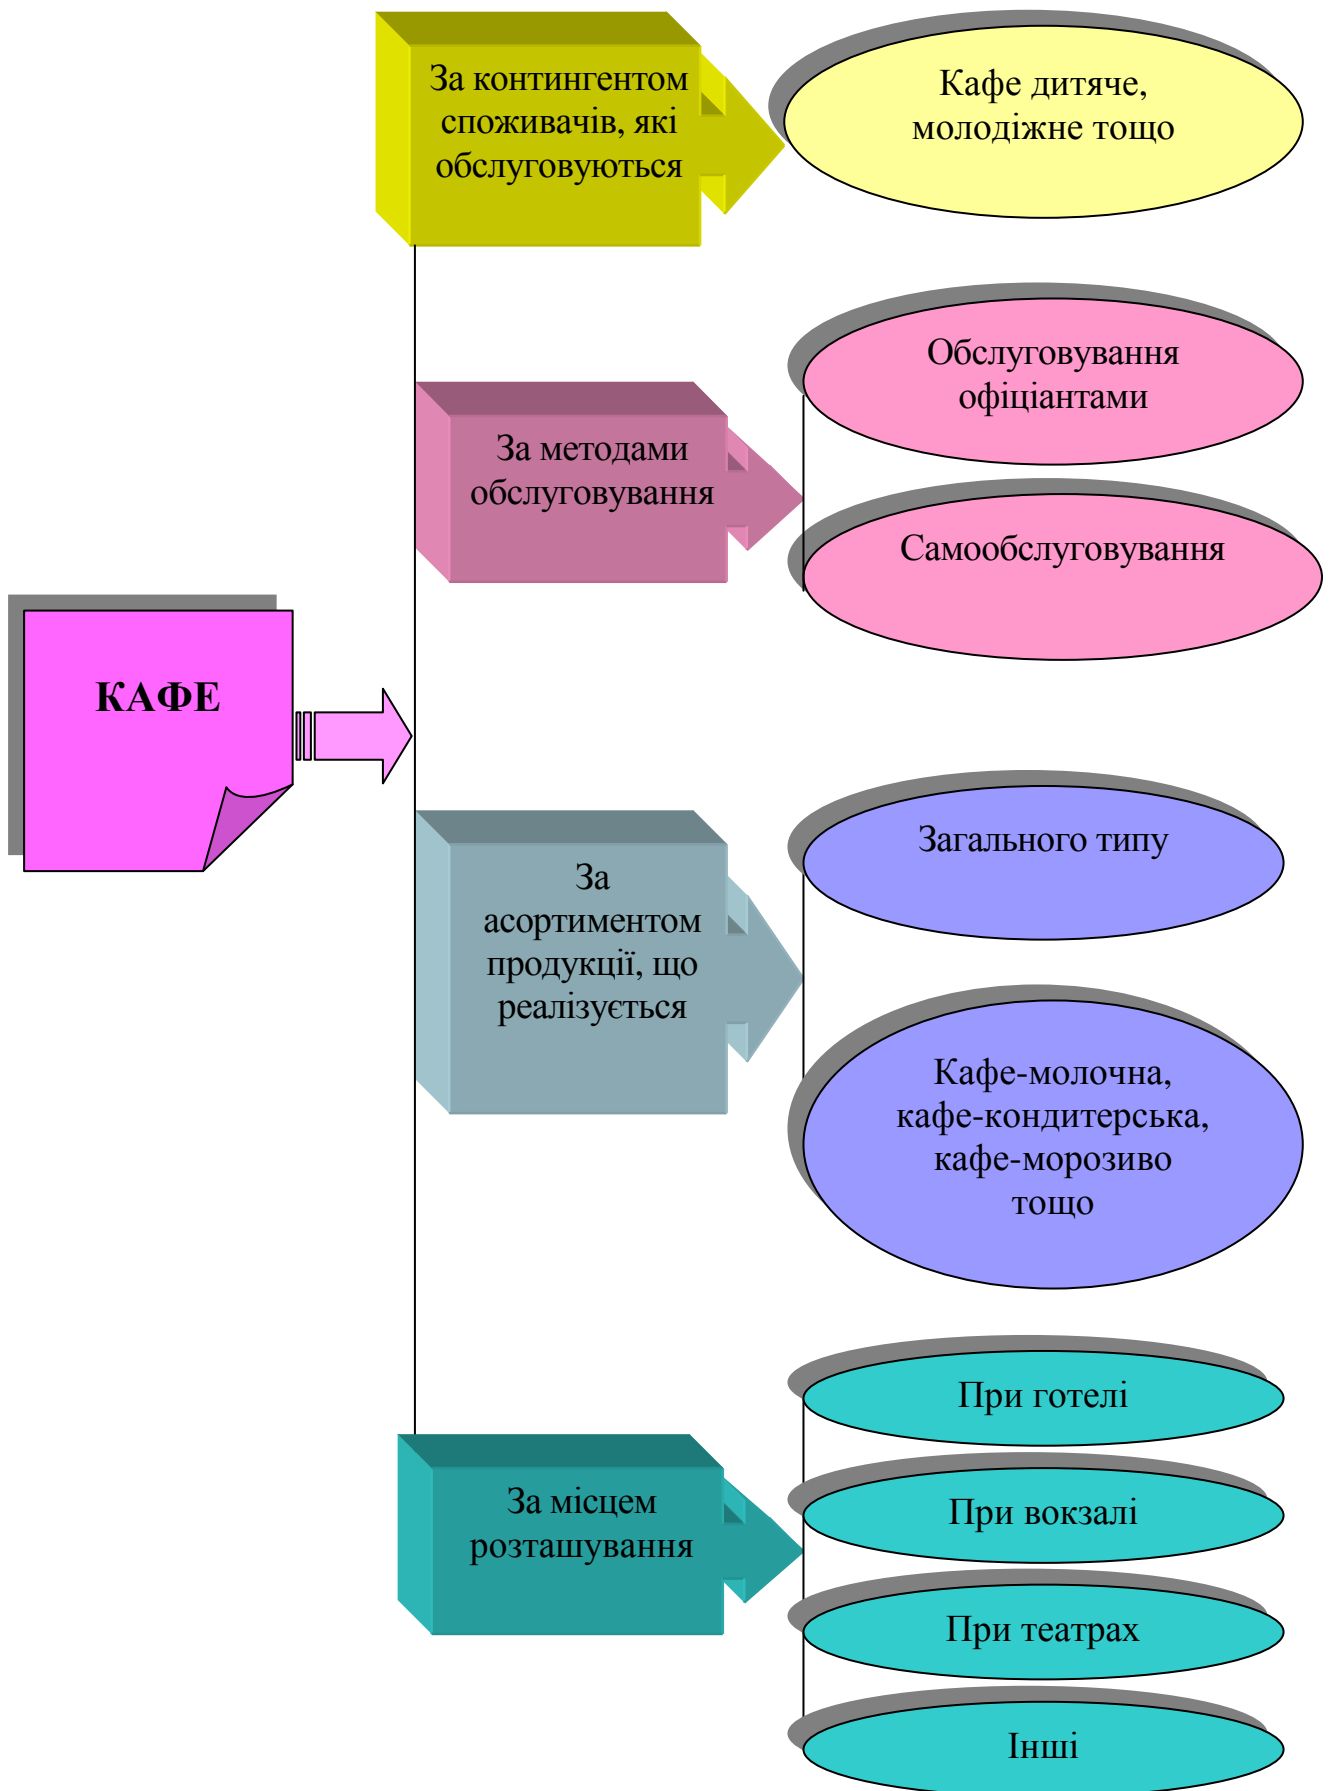 За контингентом
споживачів, які
обслуговуються
Кафе дитяче,
молодіжне тощо
За методами
обслуговування
Обслуговування
офіціантами
Самообслуговування
КАФЕ
За
асортиментом
продукції, що
реалізується
Загального типу
Кафе-молочна,
кафе-кондитерська,
кафе-морозиво
тощо
За місцем
розташування
При готелі
При вокзалі
При театрах
Інші